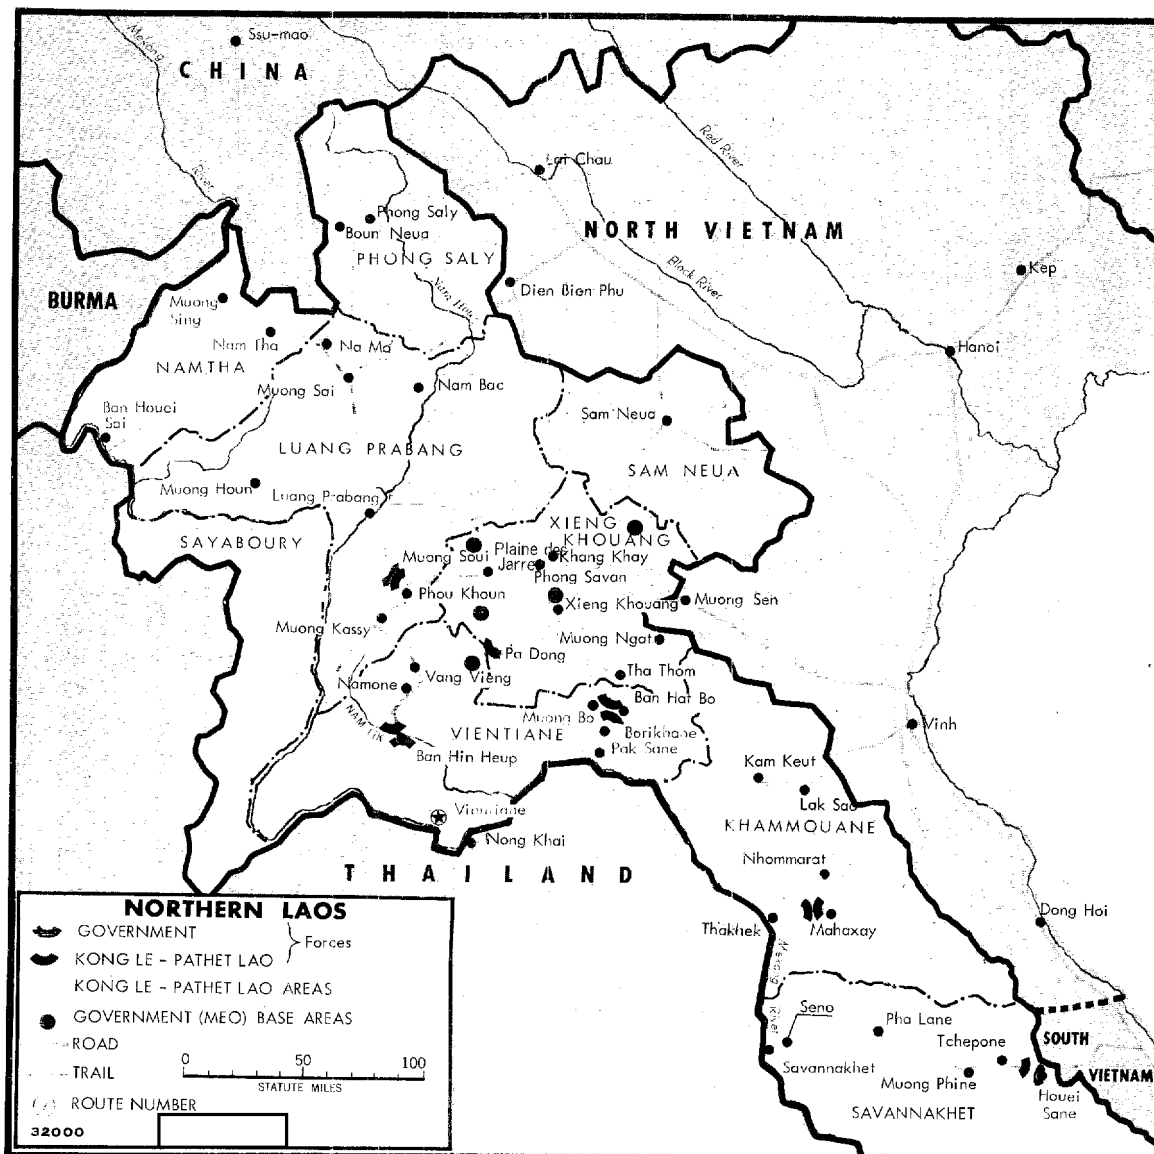 Ssu-mao
Mekong
CHINA
River
Lai Chau
Red River
Phong Saly
Boun Neua
PHONG SALY
NORTH VIETNAM
Black River
Kep
BURMA
Muong
Sing
Dien Bien Phu
Nam Tha
Na Ma
NAMTHA
Hanoi
Muong Sai
Nam Bac
Ban Houei
Sai
Sam Neua
LUANG PRABANG
SAM NEUA
Muong Houn
Luang Prabang
SAYABOURY
XIENG
KHOUANG
Muong Soui
Plaine des
Jarres
Khang Khay
Phong Savan
Phou Khoun
Xieng Khouang
Muong Sen
Muong Kassy
Muong Ngat
Pa Dong
Vang Vieng
Tha Thom
Namone
Ban Hat Bo
NAM LIK
Muong Bo
VIENTIANE
Borikhane
Vinh
Ban Hin Heup
Pak Sane
Kam Keut
Lak Sao
Vientiane
KHAMMOUANE
Nong Khai
Nhommarat
THAILAND
Thakhek
Mahaxay
Dong Hoi
Mekong
River
Seno
Pha Lane
Tchepone
SOUTH
VIETNAM
Savannakhet
Muong Phine
Houei
Sane
SAVANNAKHET
NORTHERN LAOS
GOVERNMENT
Forces
KONG LE - PATHET LAO
KONG LE - PATHET LAO AREAS
GOVERNMENT (MEO) BASE AREAS
ROAD
0 50 100
TRAIL
STATUTE MILES
ROUTE NUMBER
32000